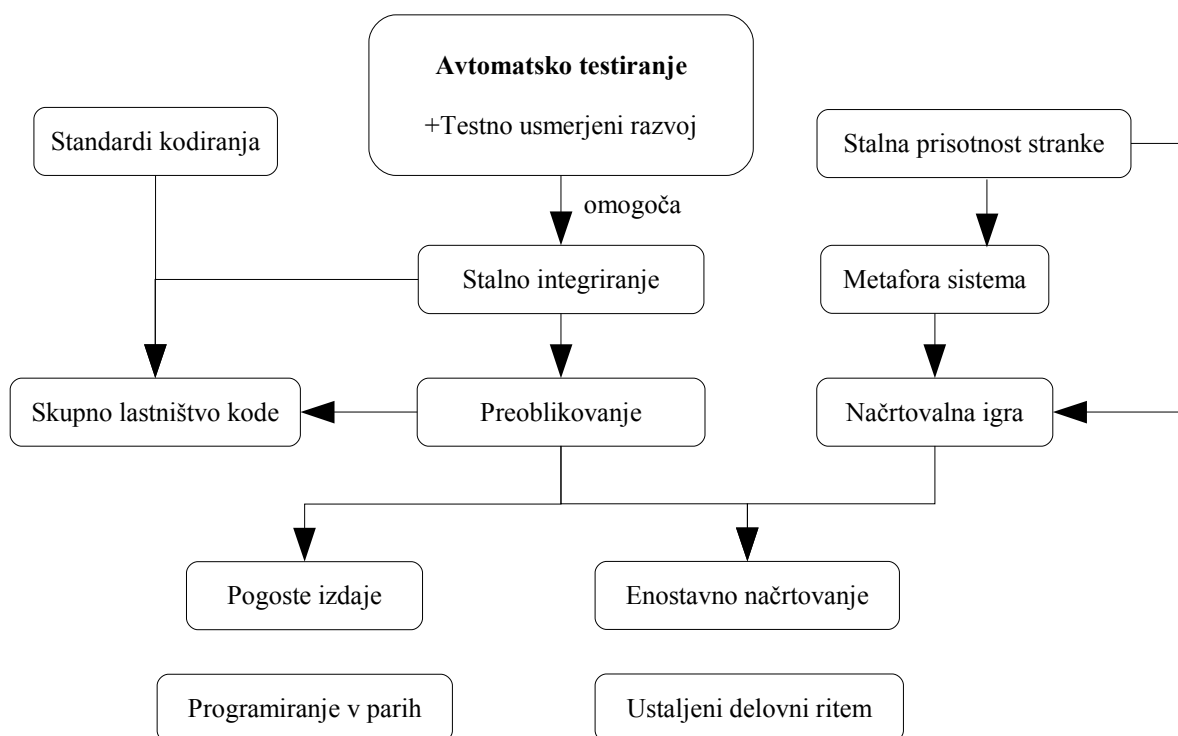 Avtomatsko testiranje
+Testno usmerjeni razvoj
Standardi kodiranja
Stalna prisotnost stranke
omogoča
Stalno integriranje
Metafora sistema
Skupno lastništvo kode
Preoblikovanje
Načrtovalna igra
Pogoste izdaje
Enostavno načrtovanje
Programiranje v parih
Ustaljeni delovni ritem